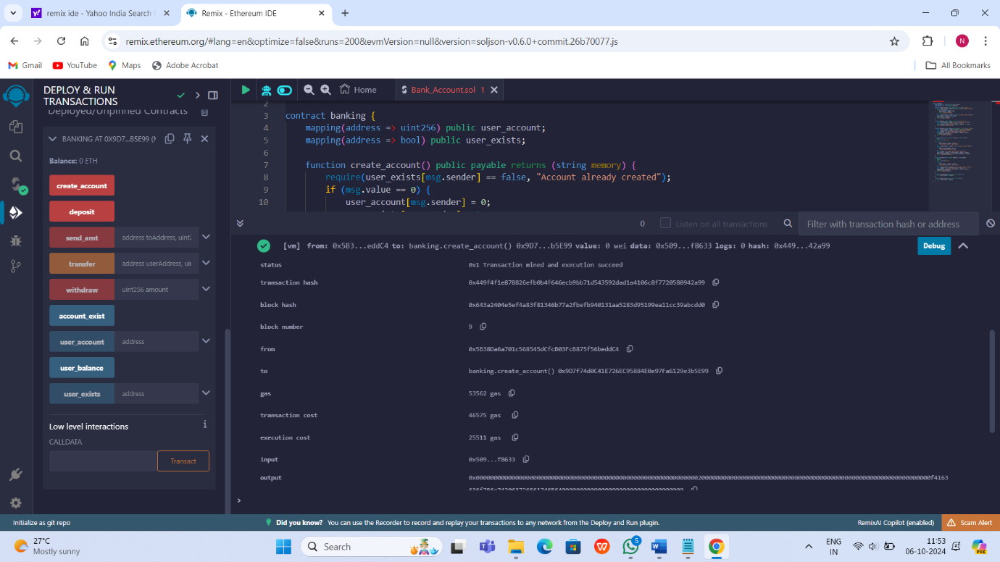 remix ide - Yahoo India Search
Remix - Ethereum IDE
remix.ethereum.org/#lang=en&optimize=false&runs=200&evmVersion=null&version=soljson-v0.6.0+commit.26b70077.js
N
Gmail
YouTube
Maps
Adobe Acrobat
All Bookmarks
DEPLOY & RUN
TRANSACTIONS
Deployed/Unpinned Contracts
BANKING AT 0X9D7...B5E99 (
Balance: 0 ETH
create_account
deposit
send_amt address toAddress, uint2
transfer address userAddress, uin
withdraw uint256 amount
account_exist
user_account address
user_balance
user_exists address
Low level interactions
CALLDATA
Transact
Home
Bank_Account.sol 1
2
3 contract banking {
4 mapping(address => uint256) public user_account;
5 mapping(address => bool) public user_exists;
6
7 function create_account() public payable returns (string memory) {
8 require(user_exists[msg.sender] == false, "Account already created");
9 if (msg.value == 0) {
10 user_account[msg.sender] = 0;
0 Listen on all transactions
Filter with transaction hash or address
[vm] from: 0x5B3...eddC4 to: banking.create_account() 0x9D7...b5E99 value: 0 wei data: 0x509...f8633 logs: 0 hash: 0x449...42a99
Debug
status 0x1 Transaction mined and execution succeed
transaction hash 0x449f4f1e878826efb0b4f646ecb9bb71d543592dad1a4106c8f7720580942a99
block hash 0x643a2404e5ef4a83f81346b77a2fbefb940131aa5283d95199ea11cc39abcdd0
block number 9
from 0x5B38Da6a701c568545dCfcB03FcB875f56beddC4
to banking.create_account() 0x9D7f74d0C41E726EC95884E0e97Fa6129e3b5E99
gas 53562 gas
transaction cost 46575 gas
execution cost 25511 gas
input 0x509...f8633
output
>
Initialize as git repo
Did you know? You can use the Recorder to record and replay your transactions to any network from the Deploy and Run plugin.
RemixAI Copilot (enabled)
Scam Alert
27°C
Mostly sunny
Search
5
ENG
IN
11:53
06-10-2024
PRE